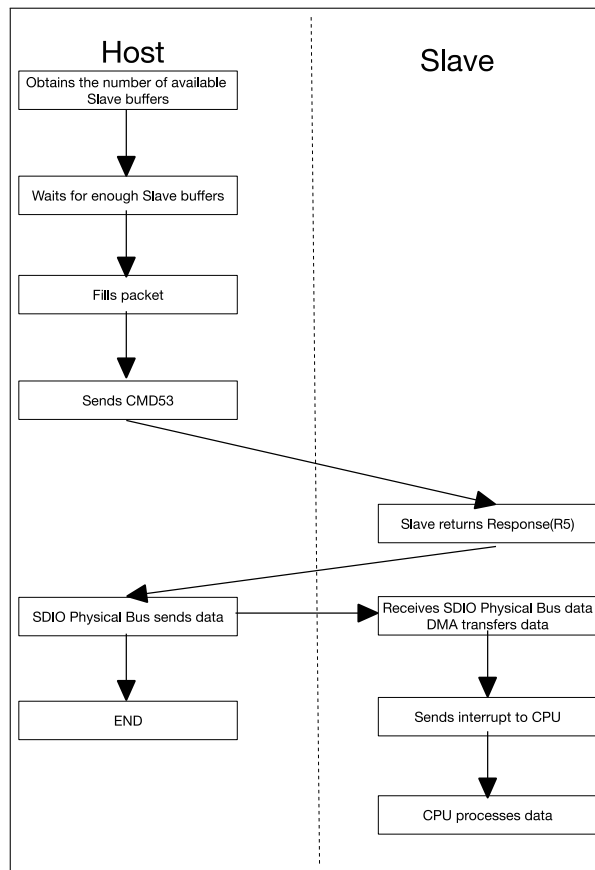 Host
Slave
Obtains the number of available
Slave buffers
Waits for enough Slave buffers
Fills packet
Sends CMD53
Slave returns Response(R5)
SDIO Physical Bus sends data
Receives SDIO Physical Bus data
DMA transfers data
END
Sends interrupt to CPU
CPU processes data